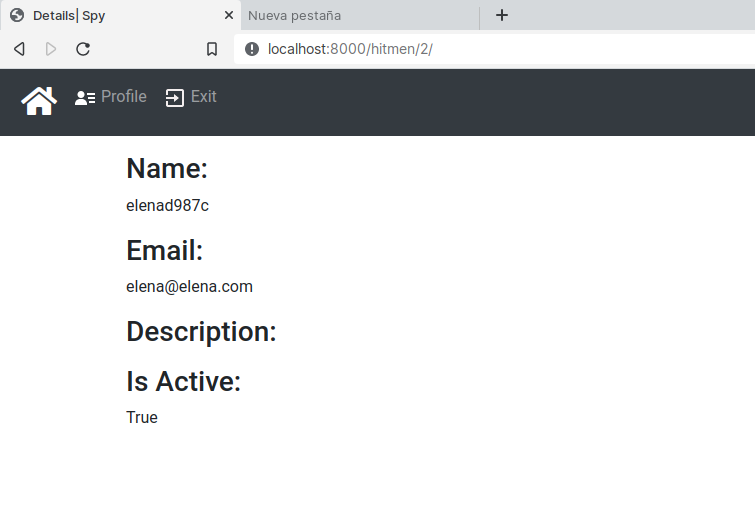 Details| Spy
Nueva pestaña
localhost:8000/hitmen/2/
Profile
Exit
Name:
elenad987c
Email:
elena@elena.com
Description:
Is Active:
True